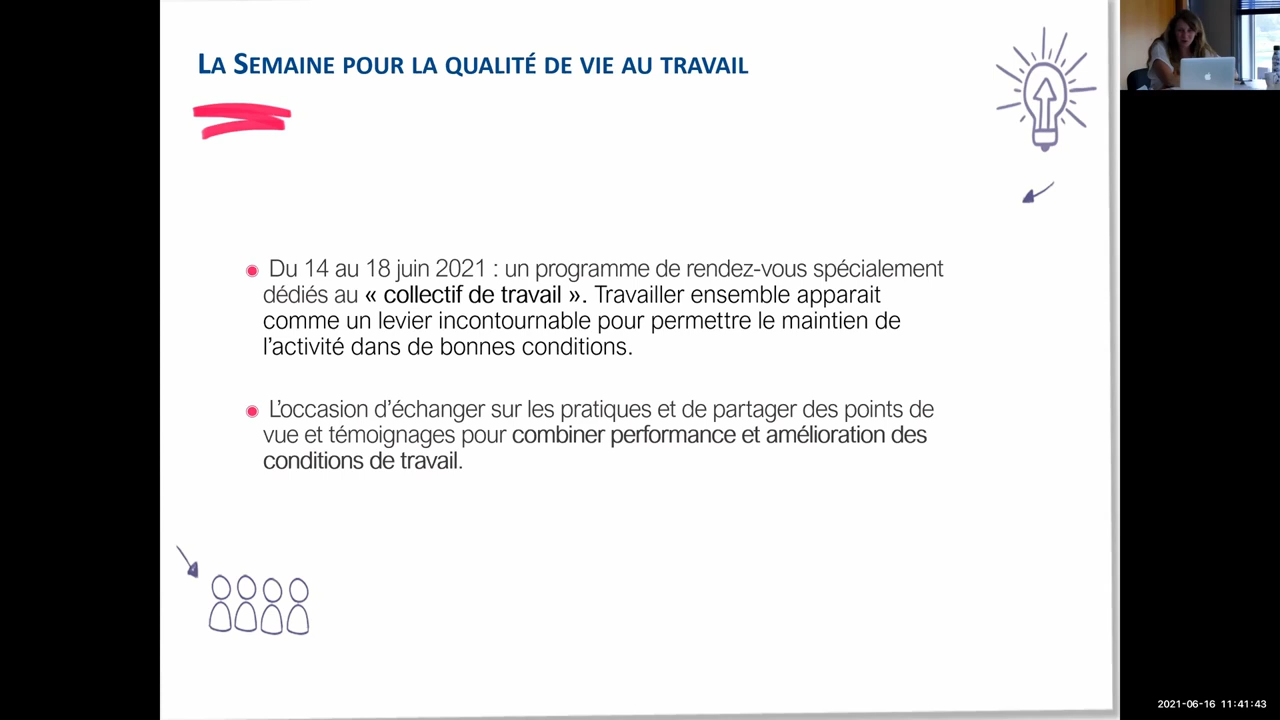 LA SEMAINE POUR LA QUALITÉ DE VIE AU TRAVAIL
Du 14 au 18 juin 2021 : un programme de rendez-vous spécialement
dédiés au « collectif de travail ». Travailler ensemble apparait
comme un levier incontournable pour permettre le maintien de
l’activité dans de bonnes conditions.
L’occasion d’échanger sur les pratiques et de partager des points de
vue et témoignages pour combiner performance et amélioration des
conditions de travail.
2021-06-16 11:41:43